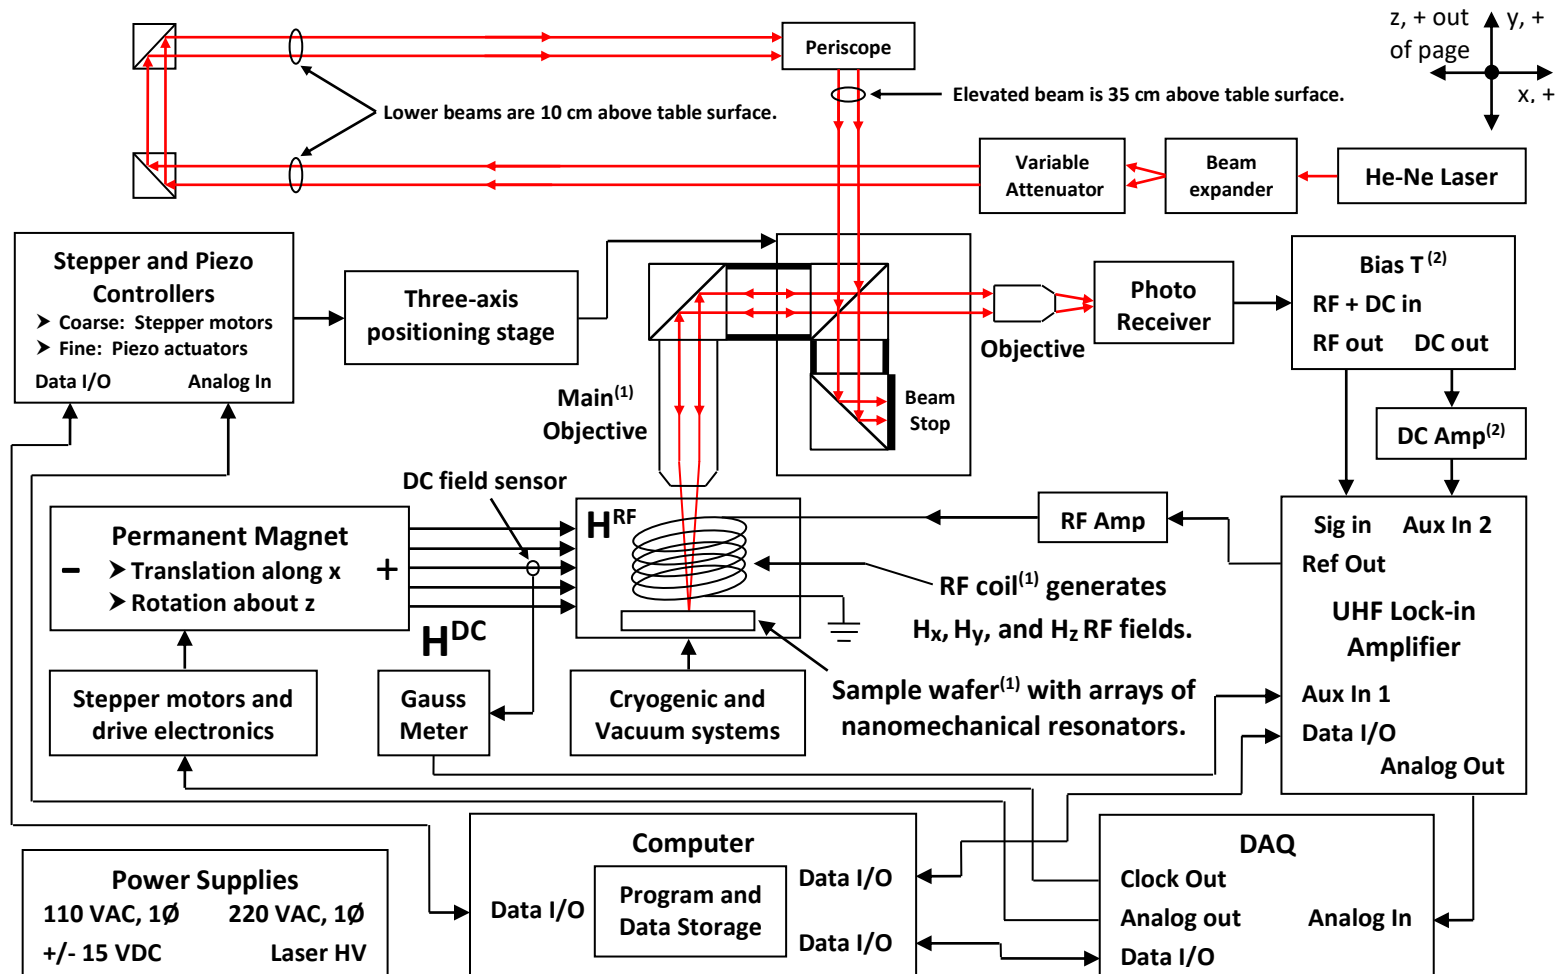 z, + out
of page
y, +
x, +
Periscope
Lower beams are 10 cm above table surface.
Elevated beam is 35 cm above table surface.
Variable
Attenuator
Beam
expander
He-Ne Laser
Stepper and Piezo
Controllers
➤ Coarse: Stepper motors
➤ Fine: Piezo actuators
Data I/O
Analog In
Three-axis
positioning stage
Main(1)
Objective
Beam
Stop
Objective
Photo
Receiver
Bias T(2)
RF + DC in
RF out
DC out
DC Amp(2)
DC field sensor
Permanent Magnet
➤ Translation along x
➤ Rotation about z
-
+
HDC
HRF
RF Amp
RF coil(1) generates
Hx, Hy, and Hz RF fields.
Sample wafer(1) with arrays of
nanomechanical resonators.
Sig in
Aux In 2
Ref Out
UHF Lock-in
Amplifier
Aux In 1
Data I/O
Analog Out
Stepper motors and
drive electronics
Gauss
Meter
Cryogenic and
Vacuum systems
Power Supplies
110 VAC, 1Ø
220 VAC, 1Ø
+/- 15 VDC
Laser HV
Computer
Data I/O
Program and
Data Storage
Data I/O
Data I/O
DAQ
Clock Out
Analog out
Analog In
Data I/O